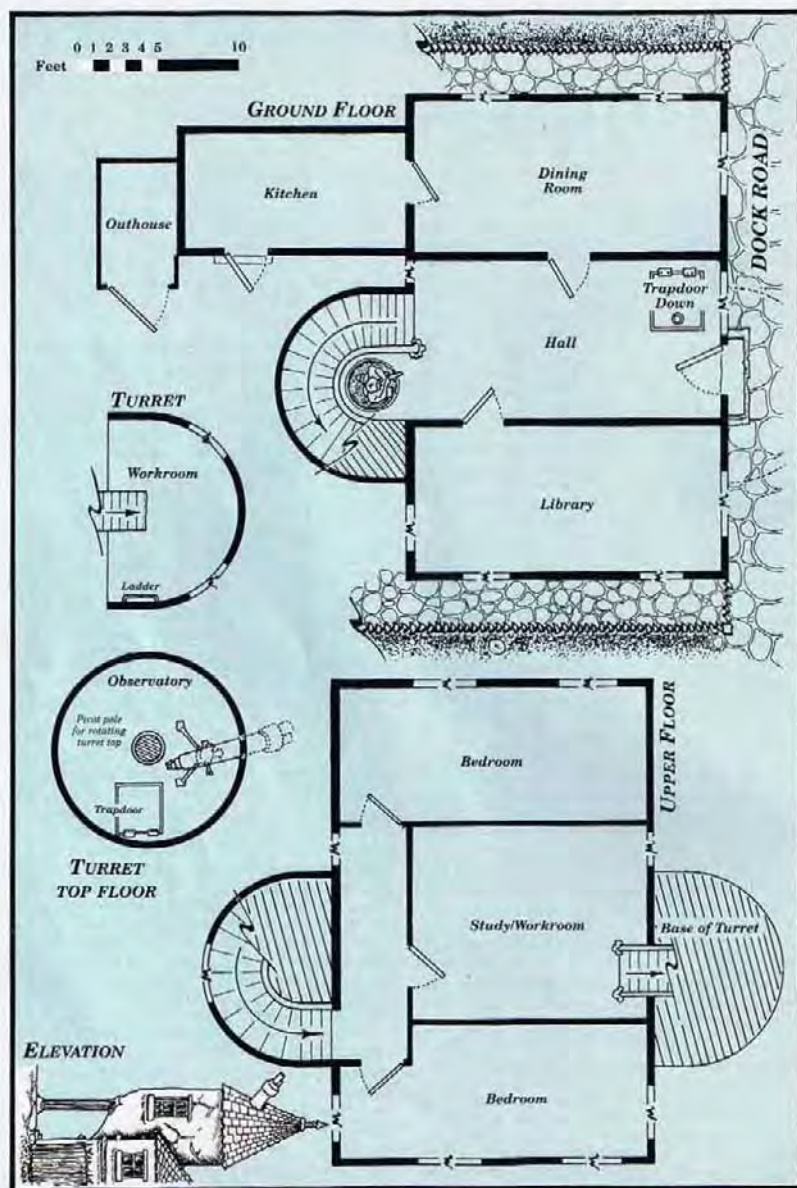 0 1 2 3 4 5 10
Feet
GROUND FLOOR
Outhouse
Kitchen
Dining
Room
DOCK ROAD
Trapdoor
Down
Hall
Library
TURRET
Workroom
Ladder
Observatory
Pivot pole
for rotating
turret top
Trapdoor
TURRET
TOP FLOOR
UPPER FLOOR
Bedroom
Study/Workroom
Base of Turret
Bedroom
ELEVATION